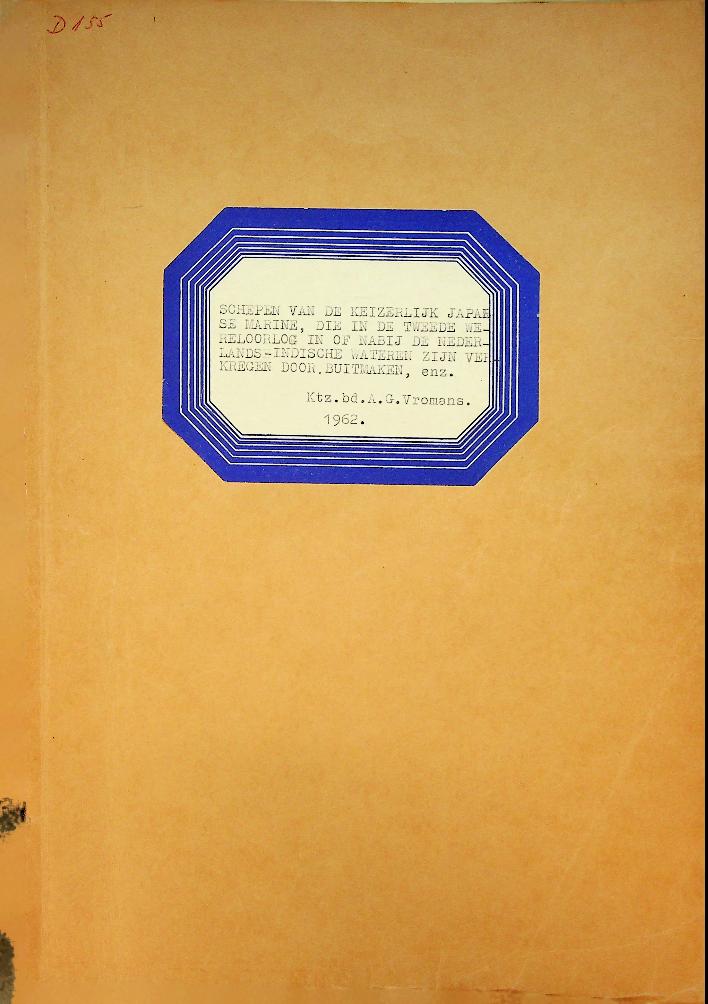 D 155
SCHEPEN VAN DE KEIZERLIJK JAPAN
SE MARINE, DIE IN DE TWEEDE WE-
RELOORLOG IN OF NABIJ DE NEDER-
LANDS-INDISCHE WATEREN ZIJN VER-
KREGEN DOOR.BUITMAKEN, enz.
Ktz.bd.A.G.Vromans.
1962.